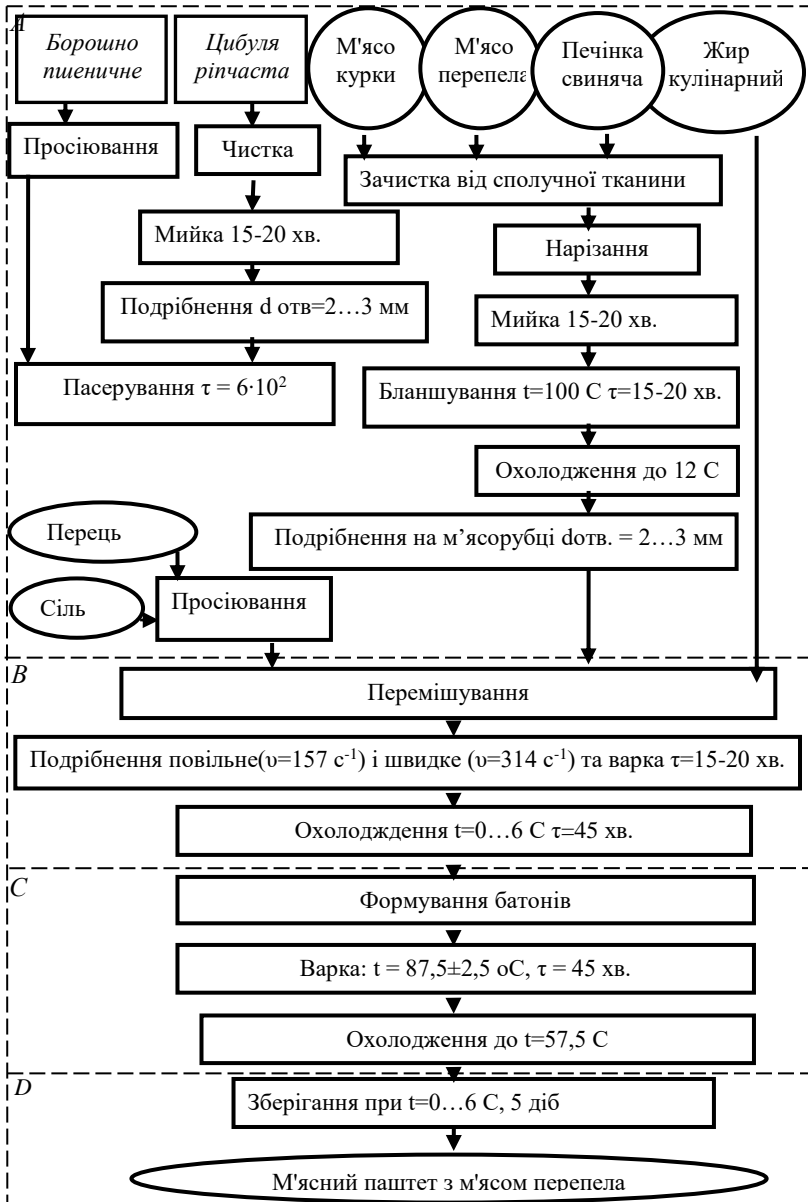 A
Борошно
пшеничне
Цибуля
ріпчаста
М'ясо
курки
М'ясо
перепела
Печінка
свиняча
Жир
кулінарний
Просіювання
Чистка
Зачистка від сполучної тканини
Мийка 15-20 хв.
Нарізання
Подрібнення d отв=2…3 мм
Мийка 15-20 хв.
Пасерування τ = 6·10²
Бланшування t=100 С τ=15-20 хв.
Охолодження до 12 С
Перець
Подрібнення на м’ясорубці dотв. = 2…3 мм
Сіль
Просіювання
B
Перемішування
Подрібнення повільне(υ=157 с⁻¹) і швидке (υ=314 с⁻¹) та варка τ=15-20 хв.
Охолодждення t=0…6 С τ=45 хв.
C
Формування батонів
Варка: t = 87,5±2,5 оС, τ = 45 хв.
Охолодження до t=57,5 С
D
Зберігання при t=0…6 С, 5 діб
М'ясний паштет з м'ясом перепела